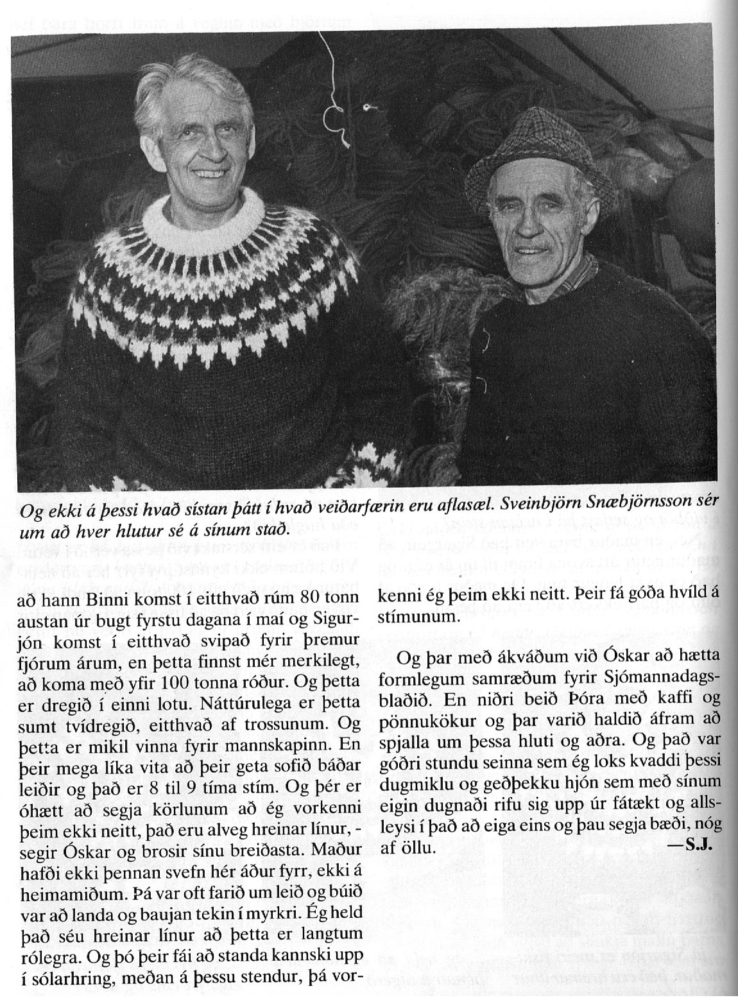 Og ekki á þessi hvað sístan þátt í hvað veiðarfærin eru aflasæl. Sveinbjörn Snæbjörnsson sér
um að hver hlutur sé á sínum stað.
að hann Binni komst í eitthvað rúm 80 tonn
austan úr bugt fyrstu dagana í maí og Sigur-
jón komst í eitthvað svipað fyrir þremur
fjórum árum, en þetta finnst mér merkilegt,
að koma með yfir 100 tonna róður. Og þetta
er dregið í einni lotu. Náttúrulega er þetta
sumt tvídregið, eitthvað af trossunum. Og
þetta er mikil vinna fyrir mannskapinn. En
þeir mega líka vita að þeir geta sofið báðar
leiðir og það er 8 til 9 tíma stím. Og þér er
óhætt að segja körlunum að ég vorkenni
þeim ekki neitt, það eru alveg hreinar línur, -
segir Óskar og brosir sínu breiðasta. Maður
hafði ekki þennan svefn hér áður fyrr, ekki á
heimamiðum. Þá var oft farið um leið og búið
var að landa og baujan tekin í myrkri. Ég held
það séu hreinar línur að þetta er langtum
rólegra. Og þó þeir fái að standa kannski upp
í sólarhring, meðan á þessu stendur, þá vor-
kenni ég þeim ekki neitt. Þeir fá góða hvíld á
stímunum.
Og þar með ákváðum við Óskar að hætta
formlegum samræðum fyrir Sjómannadags-
blaðið. En niðri beið Þóra með kaffi og
pönnukökur og þar varið haldið áfram að
spjalla um þessa hluti og aðra. Og það var
góðri stundu seinna sem ég loks kvaddi þessi
dugmiklu og geðþekku hjón sem með sínum
eigin dugnaði rifu sig upp úr fátækt og alls-
leysi í það að eiga eins og þau segja bæði, nóg
af öllu. —S.J.